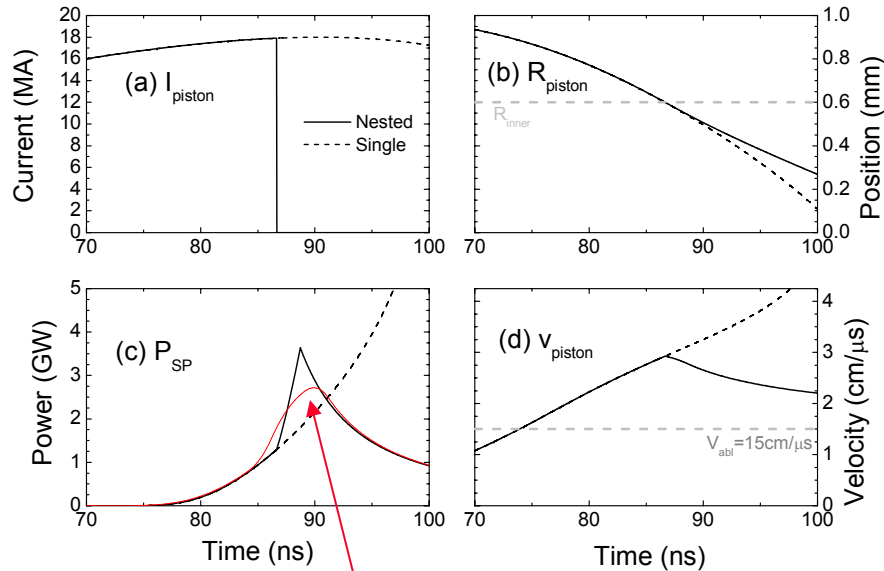 18
16
14
12
10
8
6
4
2
0
Current (MA)
(a) I_piston
Nested
Single
70 80 90 100
1.0
0.8
0.6
0.4
0.2
0.0
Position (mm)
(b) R_piston
R_inner
70 80 90 100
5
4
3
2
1
0
Power (GW)
(c) P_SP
70 80 90 100
Time (ns)
4
3
2
1
0
Velocity (cm/μs)
(d) v_piston
V_abl=15cm/μs
70 80 90 100
Time (ns)